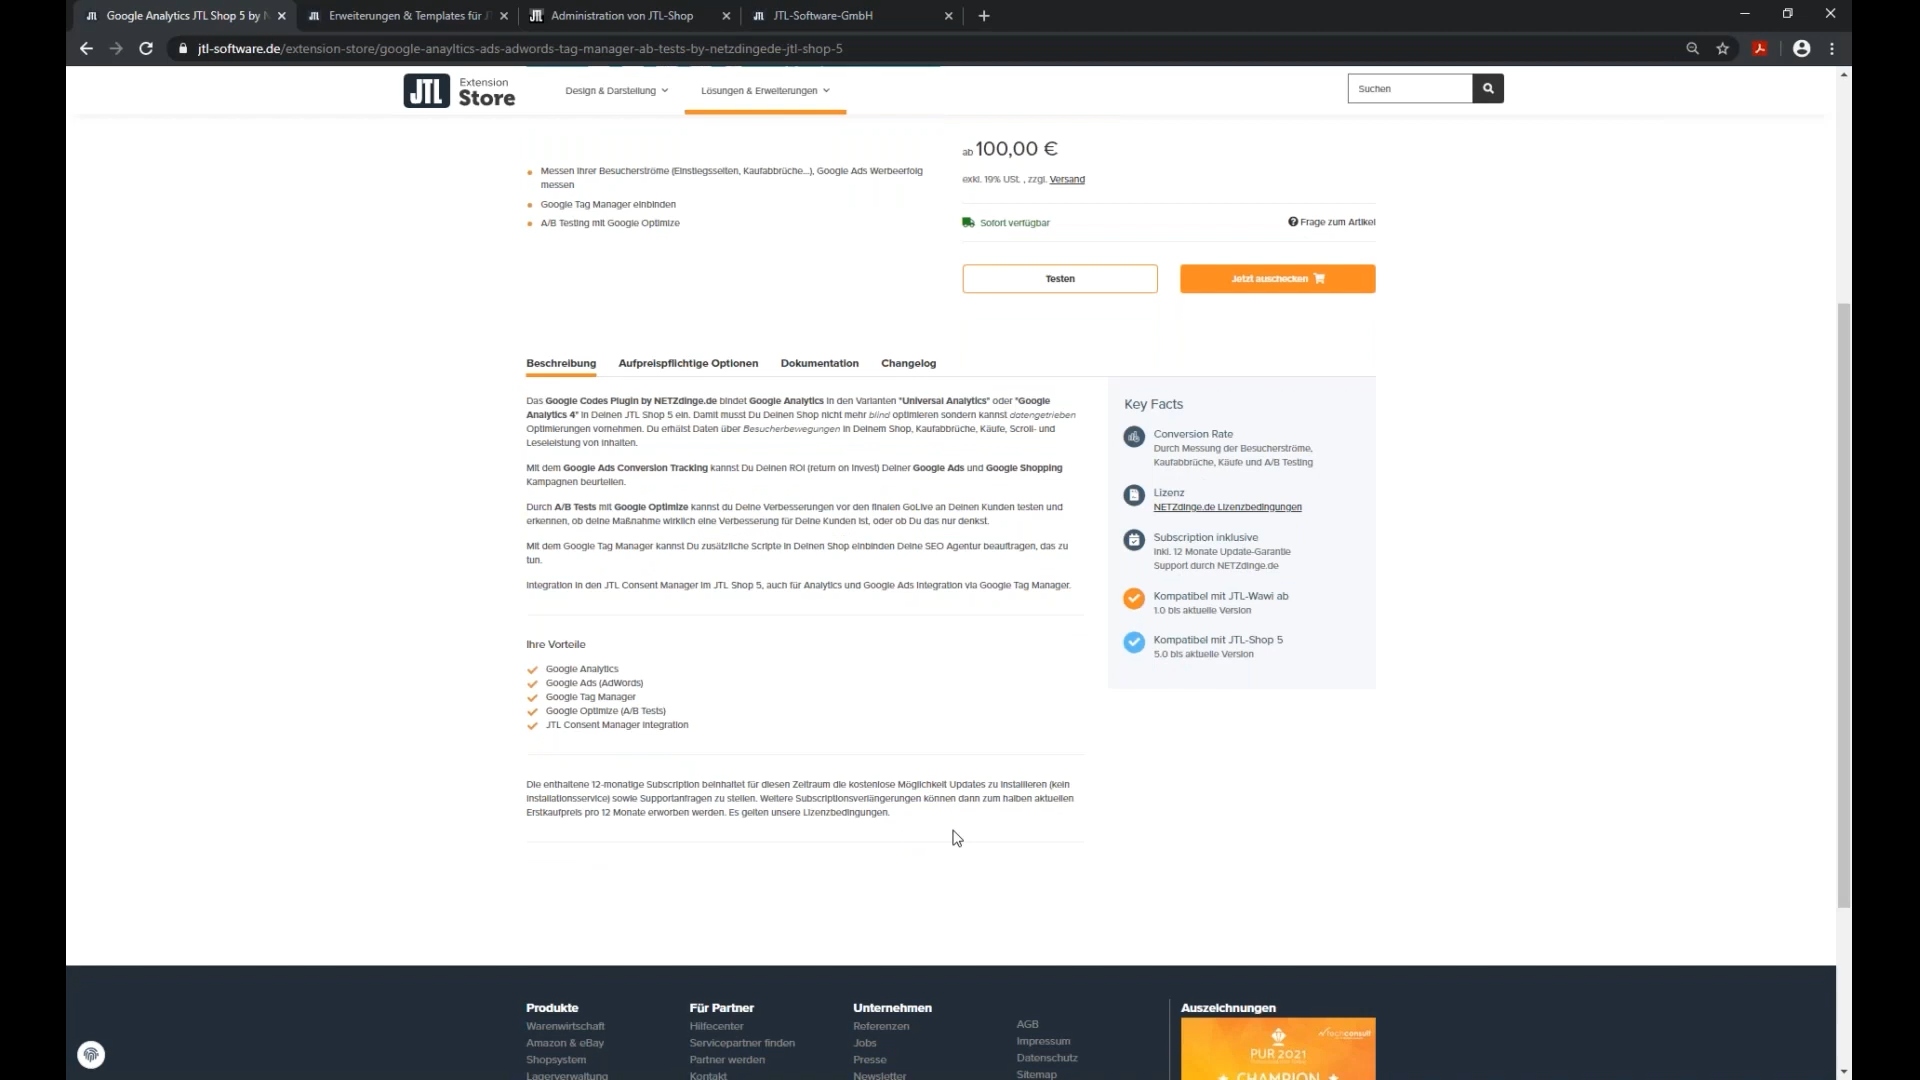 Google Analytics JTL Shop 5 by N
Erweiterungen & Templates für J
Administration von JTL-Shop
JTL-Software-GmbH
jtl-software.de/extension-store/google-anayltics-ads-adwords-tag-manager-ab-tests-by-netzdingede-jtl-shop-5
JTL Extension Store
Design & Darstellung
Lösungen & Erweiterungen
Suchen
ab 100,00 €
Messen Ihrer Besucherströme (Einstiegsseiten, Kaufabbrüche...), Google Ads Werbeerfolg
messen
exkl. 19% USt. , zzgl. Versand
Google Tag Manager einbinden
A/B Testing mit Google Optimize
Sofort verfügbar
Frage zum Artikel
Testen
Jetzt auschecken
Beschreibung
Aufpreispflichtige Optionen
Dokumentation
Changelog
Das Google Codes Plugin by NETZdinge.de bindet Google Analytics in den Varianten "Universal Analytics" oder "Google
Analytics 4" in Deinen JTL Shop 5 ein. Damit musst Du Deinen Shop nicht mehr blind optimieren sondern kannst datengetrieben
Optimierungen vornehmen. Du erhälst Daten über Besucherbewegungen in Deinem Shop, Kaufabbrüche, Käufe, Scroll- und
Leseleistung von Inhalten.
Mit dem Google Ads Conversion Tracking kannst Du Deinen ROI (return on invest) Deiner Google Ads und Google Shopping
Kampagnen beurteilen.
Durch A/B Tests mit Google Optimize kannst du Deine Verbesserungen vor den finalen GoLive an Deinen Kunden testen und
erkennen, ob deine Maßnahme wirklich eine Verbesserung für Deine Kunden ist, oder ob Du das nur denkst.
Mit dem Google Tag Manager kannst Du zusätzliche Scripte in Deinen Shop einbinden Deine SEO Agentur beauftragen, das zu
tun.
Integration in den JTL Consent Manager im JTL Shop 5, auch für Analytics und Google Ads Integration via Google Tag Manager.
Ihre Vorteile
Google Analytics
Google Ads (AdWords)
Google Tag Manager
Google Optimize (A/B Tests)
JTL Consent Manager Integration
Die enthaltene 12-monatige Subscription beinhaltet für diesen Zeitraum die kostenlose Möglichkeit Updates zu installieren (kein
Installationsservice) sowie Supportanfragen zu stellen. Weitere Subscriptionsverlängerungen können dann zum halben aktuellen
Erstkaufpreis pro 12 Monate erworben werden. Es gelten unsere Lizenzbedingungen.
Key Facts
Conversion Rate
Durch Messung der Besucherströme,
Kaufabbrüche, Käufe und A/B Testing
Lizenz
NETZdinge.de Lizenzbedingungen
Subscription inklusive
Inkl. 12 Monate Update-Garantie
Support durch NETZdinge.de
Kompatibel mit JTL-Wawi ab
1.0 bis aktuelle Version
Kompatibel mit JTL-Shop 5
5.0 bis aktuelle Version
Produkte
Warenwirtschaft
Amazon & eBay
Shopsystem
Lagerverwaltung
Für Partner
Hilfecenter
Servicepartner finden
Partner werden
Kontakt
Unternehmen
Referenzen
Jobs
Presse
Newsletter
AGB
Impressum
Datenschutz
Sitemap
Auszeichnungen
techconsult
PUR 2021
CHAMPION